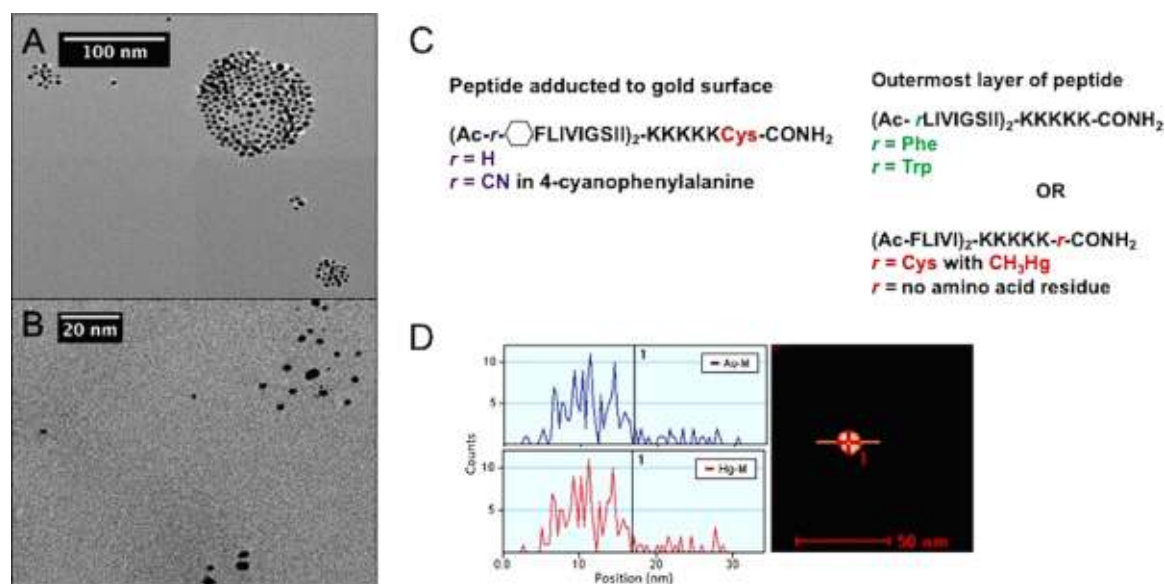 A
100 nm
B
20 nm
C
Peptide adducted to gold surface
(Ac-r-FLIVIGSII)₂-KKKKKCys-CONH₂
r = H
r = CN in 4-cyanophenylalanine
Outermost layer of peptide
(Ac- rLIVIGSII)₂-KKKKK-CONH₂
r = Phe
r = Trp
OR
(Ac-FLIVI)₂-KKKKK-r-CONH₂
r = Cys with CH₃Hg
r = no amino acid residue
D
10
5
1
Au-M
Counts
10
5
1
Hg-M
0.0 10 20 30
Position (nm)
1
50 nm